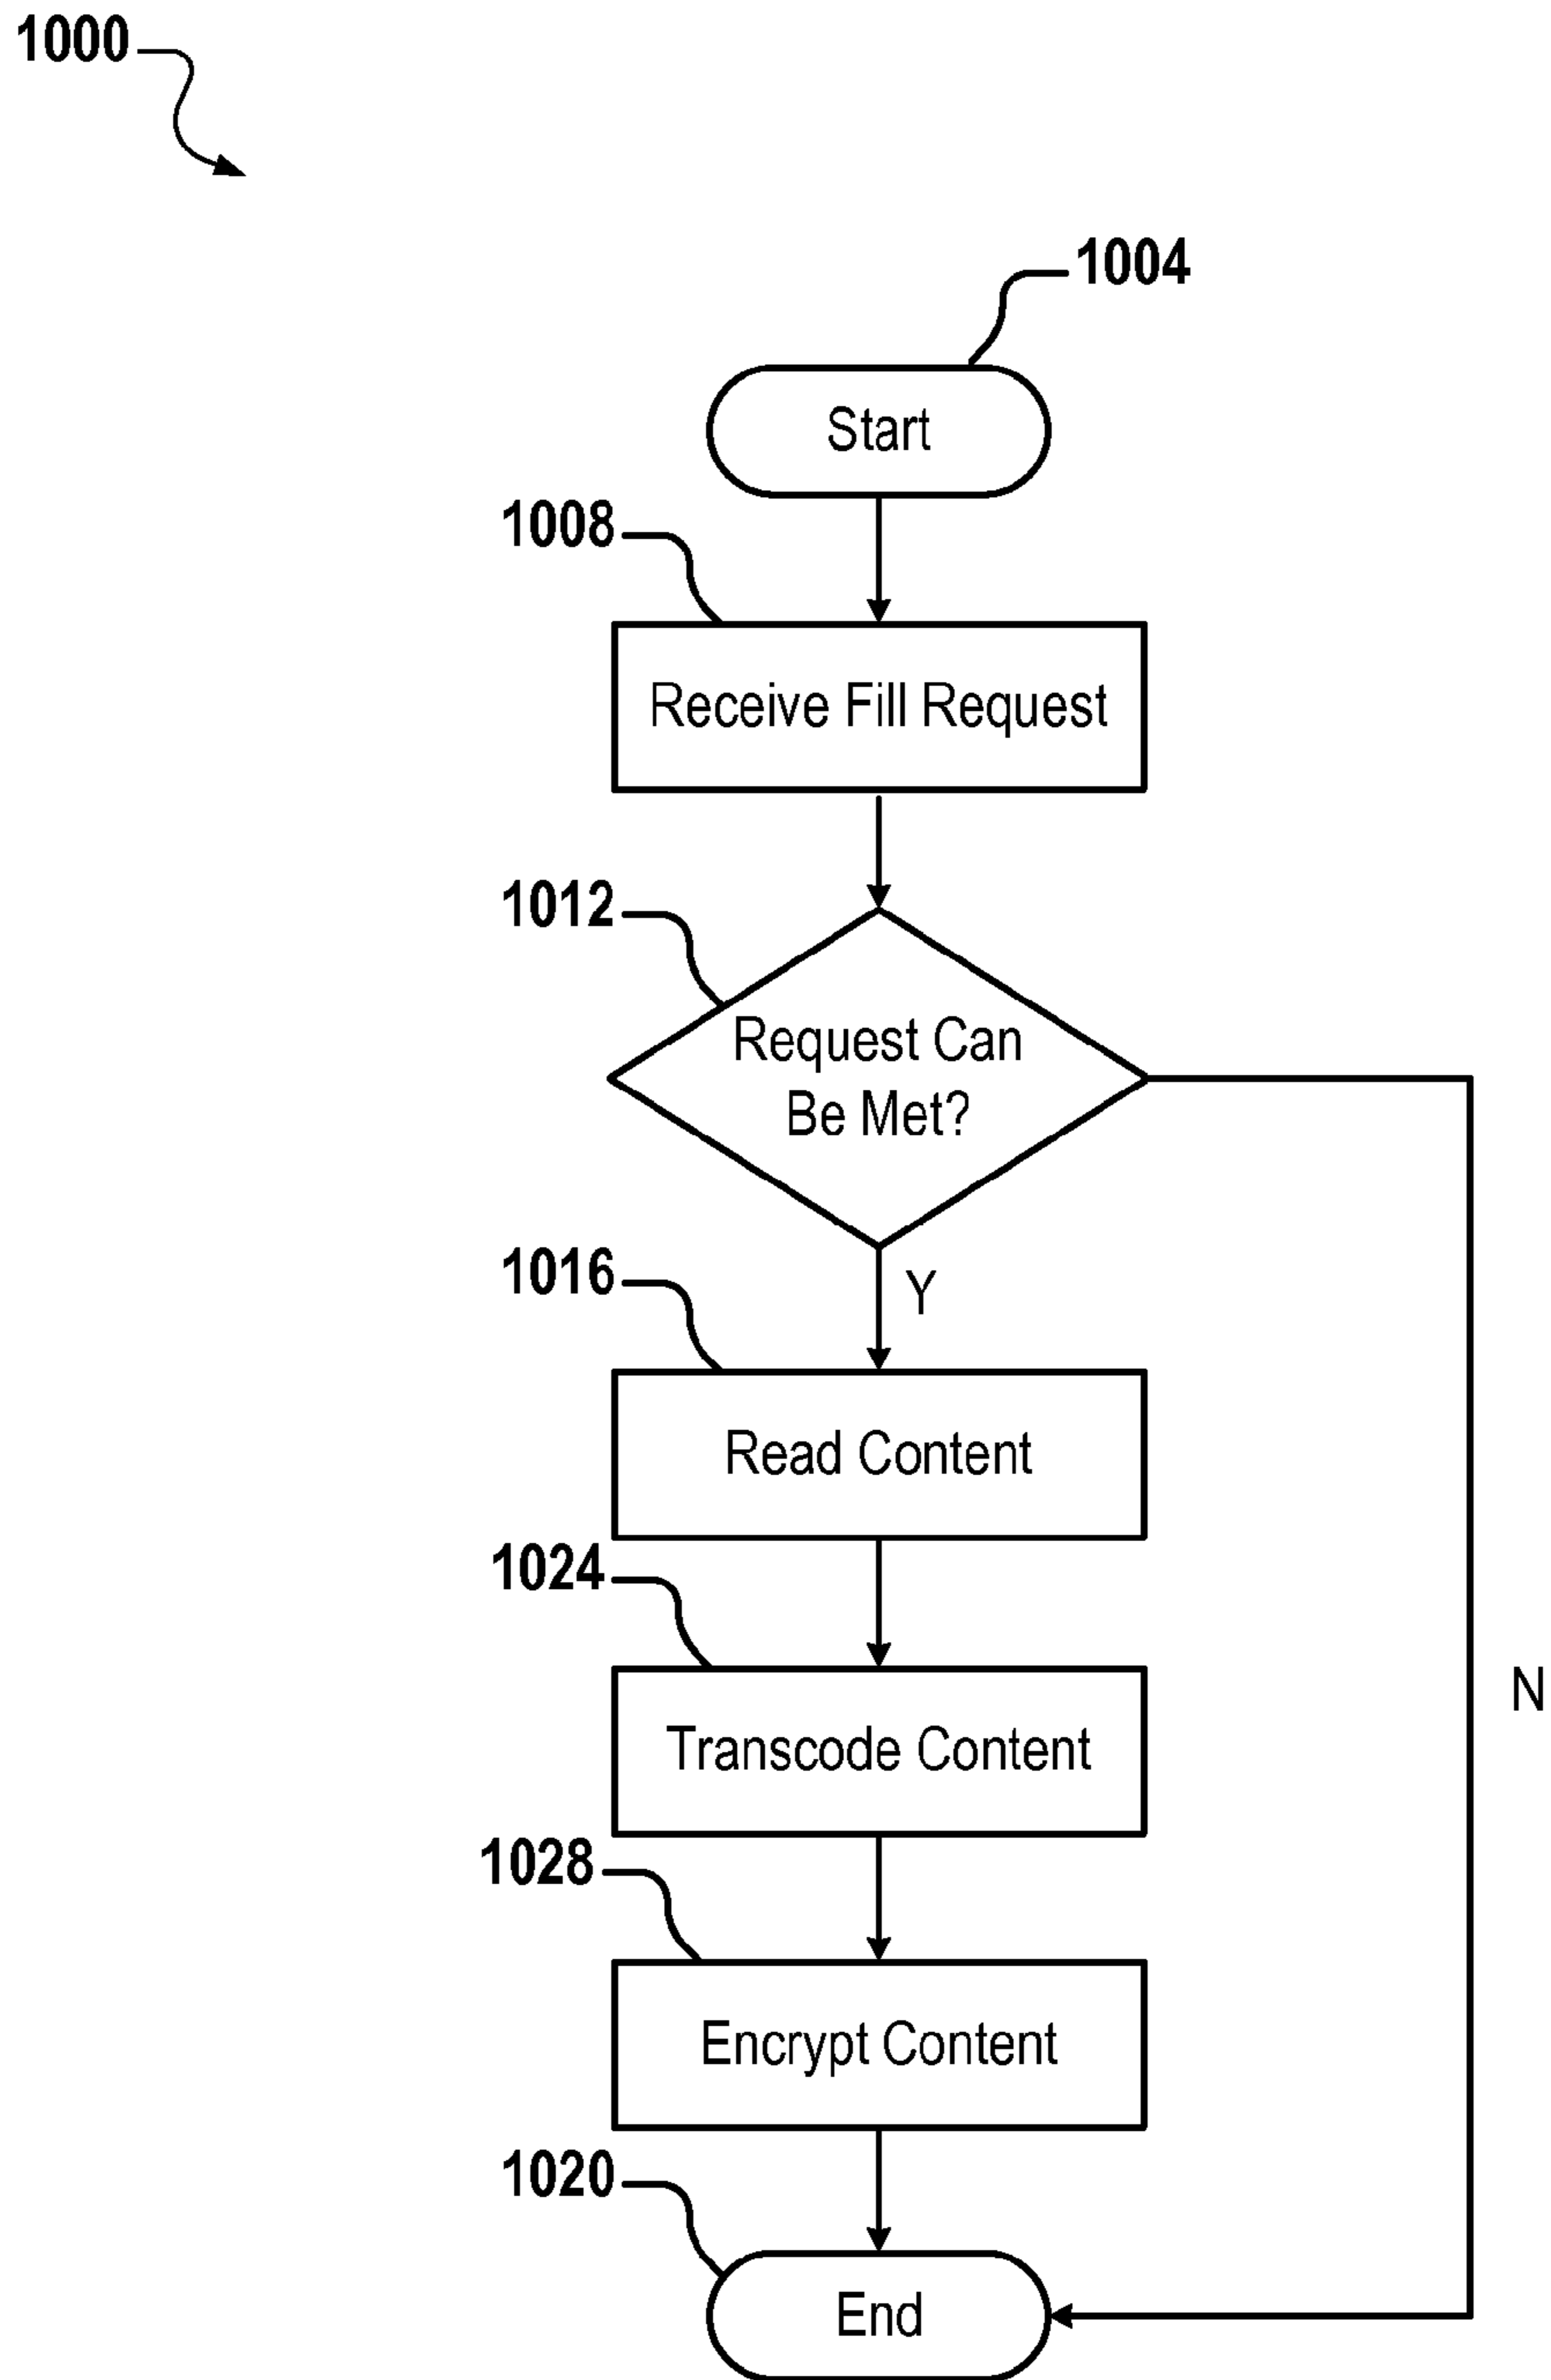 1000
1004
Start
1008
Receive Fill Request
1012
Request Can
Be Met?
1016
Y
Read Content
1024
Transcode Content
N
1028
Encrypt Content
1020
End